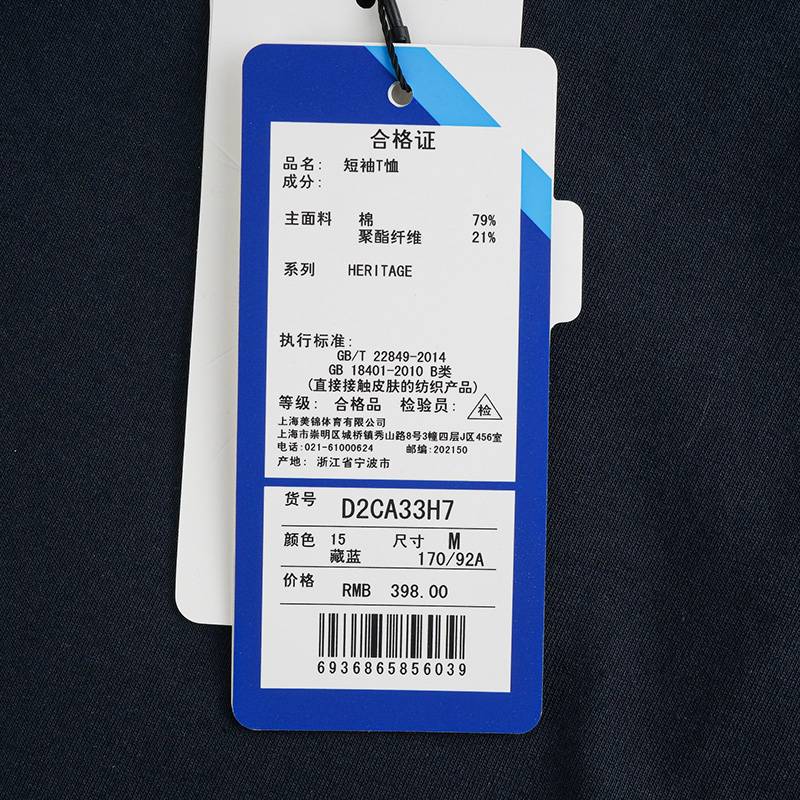 合格证
品名: 短袖T恤
成分:
主面料 棉 79%
聚酯纤维 21%
系列 HERITAGE
执行标准:
GB/T 22849-2014
GB 18401-2010 B类
(直接接触皮肤的纺织产品)
等级: 合格品 检验员: 检
上海美锦体育有限公司
上海市崇明区城桥镇秀山路8号3幢四层J区456室
电话:021-61000624 邮编:202150
产地: 浙江省宁波市
货号 D2CA33H7
颜色 15 尺寸 M
藏蓝 170/92A
价格 RMB 398.00
6936865856039